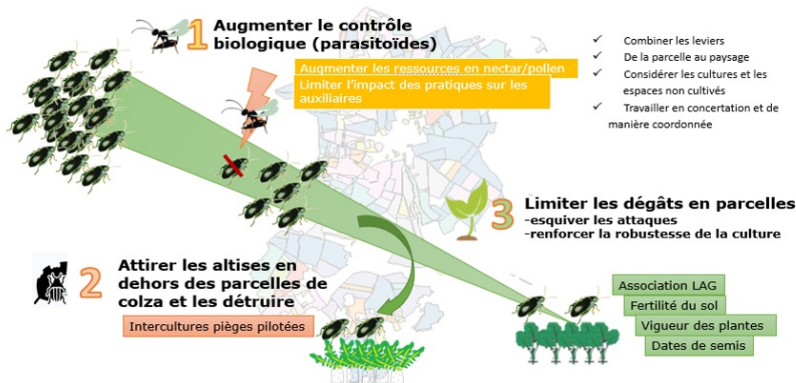 1 Augmenter le contrôle
biologique (parasitoïdes)
Augmenter les ressources en nectar/pollen
Limiter l'impact des pratiques sur les
auxiliaires
✓ Combiner les leviers
✓ De la parcelle au paysage
✓ Considérer les cultures et les
espaces non cultivés
✓ Travailler en concertation et de
manière coordonnée
2 Attirer les altises en
dehors des parcelles de
colza et les détruire
Intercultures pièges pilotées
3 Limiter les dégâts en parcelles
-esquiver les attaques
-renforcer la robustesse de la culture
Association LAG
Fertilité du sol
Vigueur des plantes
Dates de semis